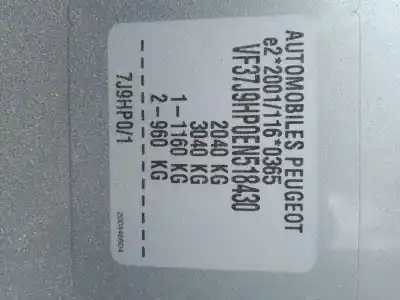 AUTOMOBILES PEUGEOT
e2*2001/116*0365
VF37J9HP0EN518430
2040 KG
3040 KG
1-1160 KG
2-960 KG
7J9HP0/1